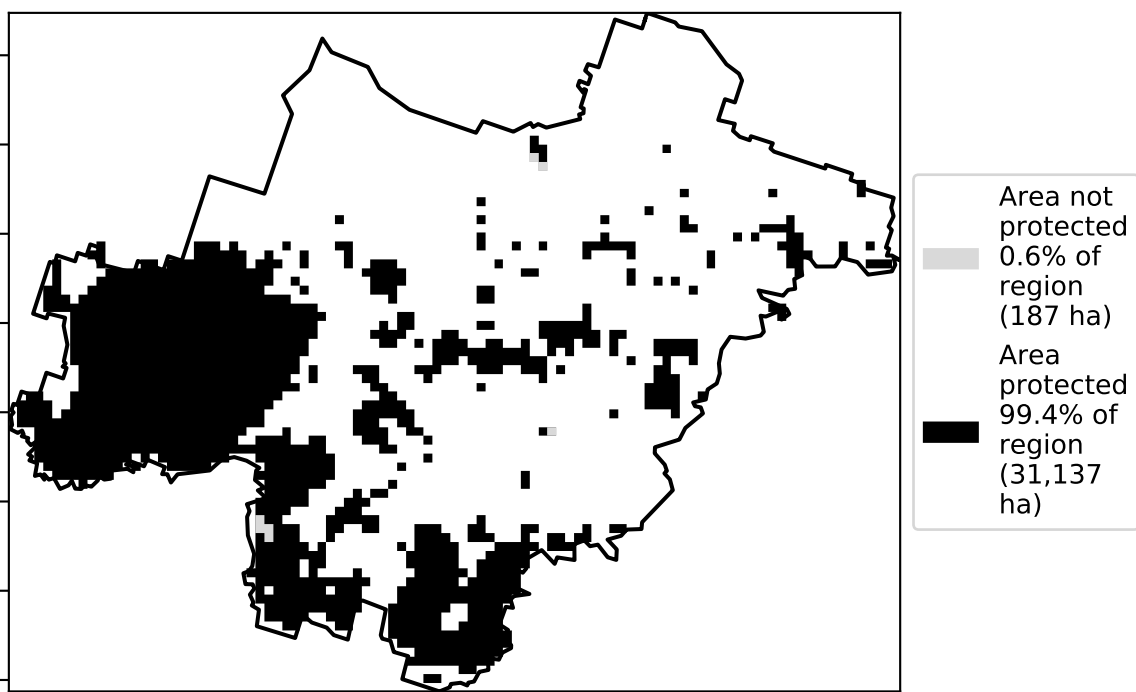 Area not
protected
0.6% of
region
(187 ha)
Area
protected
99.4% of
region
(31,137
ha)